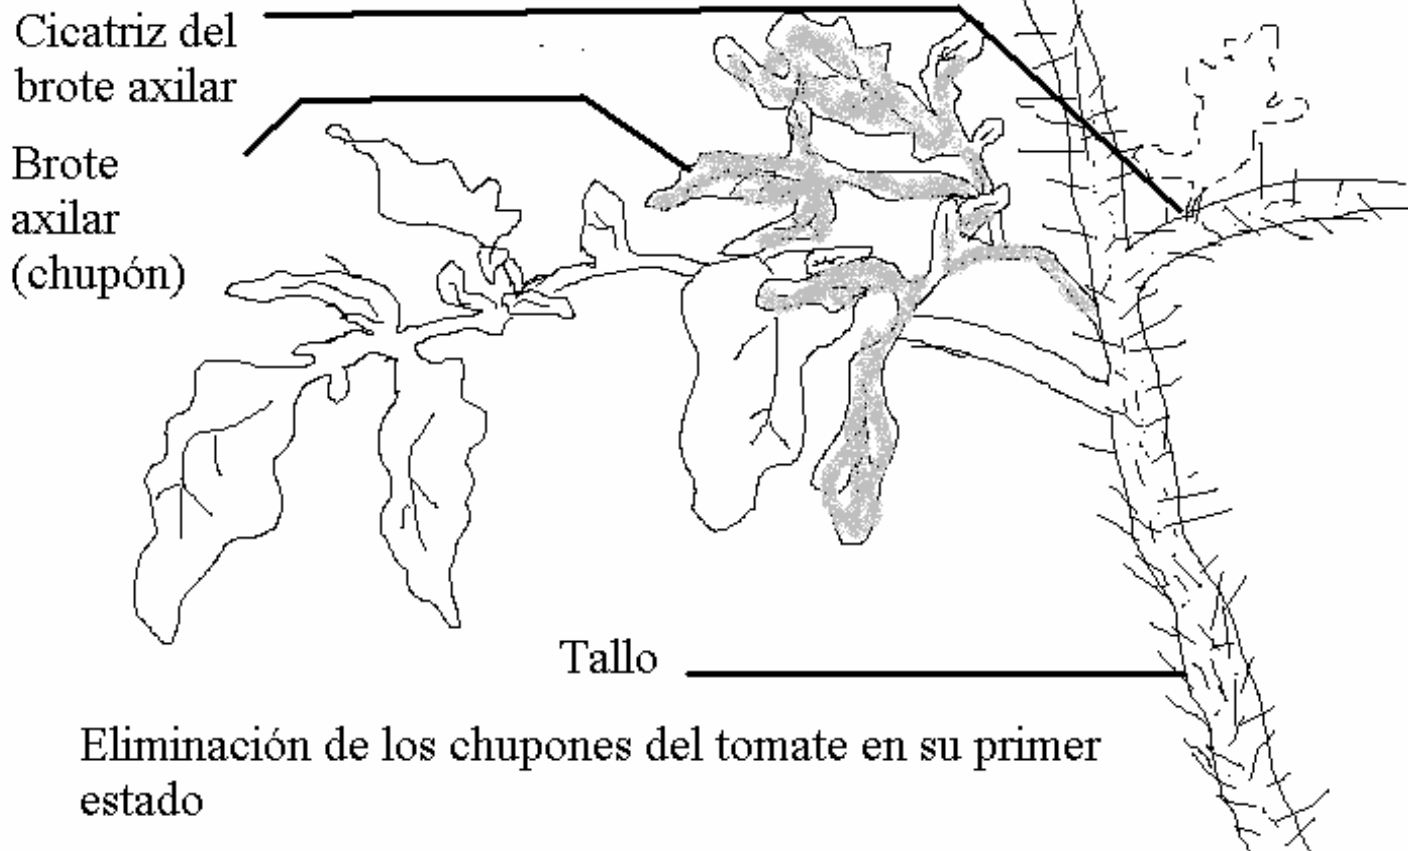 Cicatriz del
brote axilar
Brote
axilar
(chupón)
Tallo
Eliminación de los chupones del tomate en su primer
estado